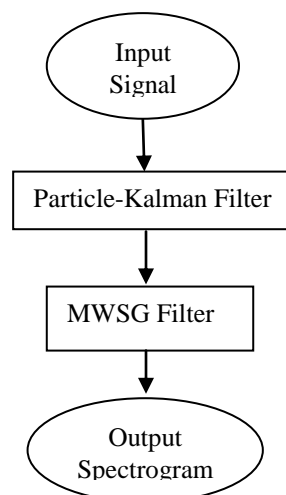 Input
Signal
Particle-Kalman Filter
MWSG Filter
Output
Spectrogram